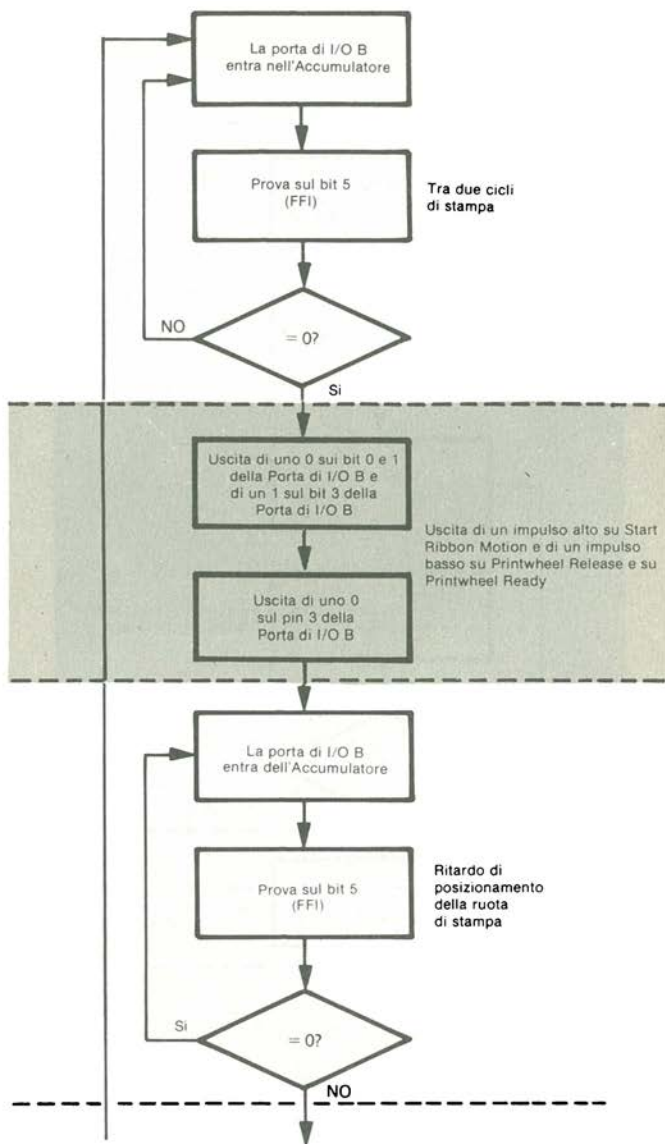 La porta di I/O B
entra nell'Accumulatore
Prova sul bit 5
(FFI)
Tra due cicli
di stampa
NO
= 0?
Si
Uscita di uno 0 sui bit 0 e 1
della Porta di I/O B e
di un 1 sul bit 3 della
Porta di I/O B
Uscita di un impulso alto su Start
Ribbon Motion e di un impulso
basso su Printwheel Release e su
Printwheel Ready
Uscita di uno 0
sul pin 3 della
Porta di I/O B
La porta di I/O B
entra dell'Accumulatore
Prova sul bit 5
(FFI)
Ritardo di
posizionamento
della ruota
di stampa
Si
= 0?
NO